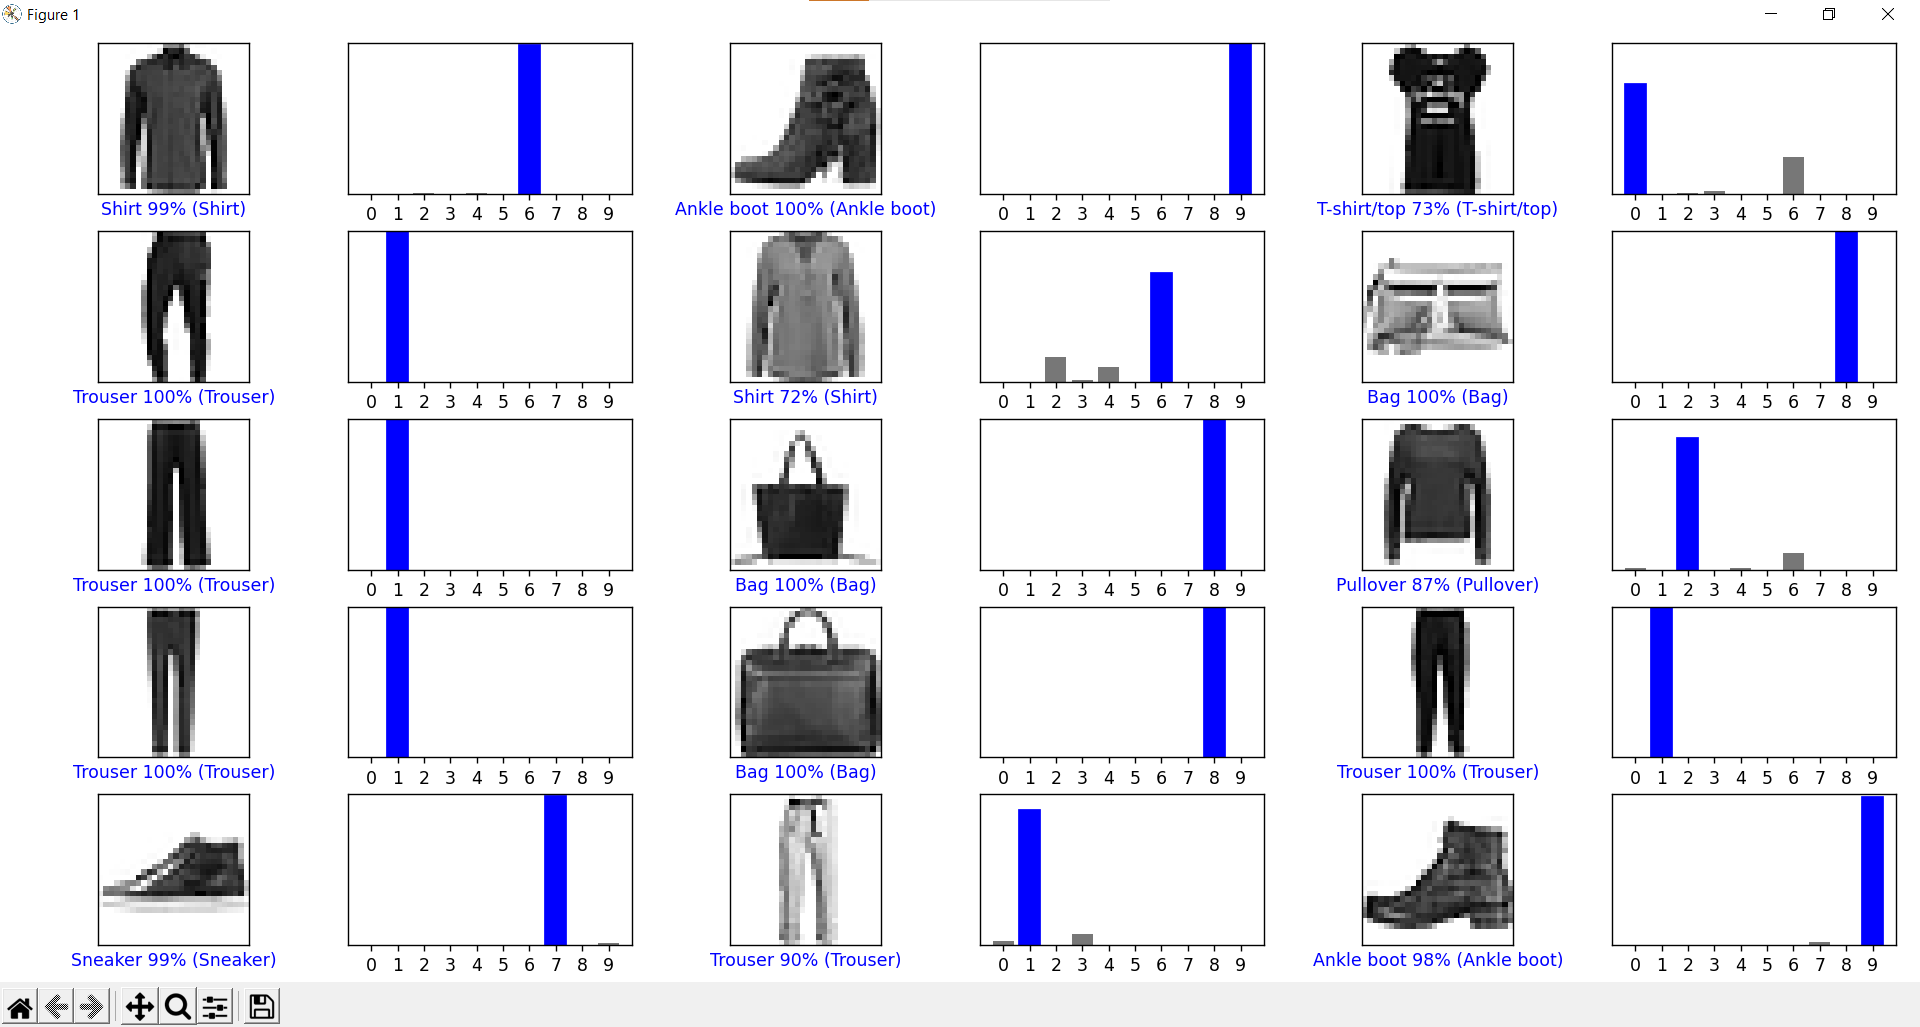 Figure 1
0 1 2 3 4 5 6 7 8 9 0 1 2 3 4 5 6 7 8 9 0 1 2 3 4 5 6 7 8 9
Shirt 99% (Shirt) Ankle boot 100% (Ankle boot) T-shirt/top 73% (T-shirt/top)
0 1 2 3 4 5 6 7 8 9 0 1 2 3 4 5 6 7 8 9 0 1 2 3 4 5 6 7 8 9
Trouser 100% (Trouser) Shirt 72% (Shirt) Bag 100% (Bag)
0 1 2 3 4 5 6 7 8 9 0 1 2 3 4 5 6 7 8 9 0 1 2 3 4 5 6 7 8 9
Trouser 100% (Trouser) Bag 100% (Bag) Pullover 87% (Pullover)
0 1 2 3 4 5 6 7 8 9 0 1 2 3 4 5 6 7 8 9 0 1 2 3 4 5 6 7 8 9
Trouser 100% (Trouser) Bag 100% (Bag) Trouser 100% (Trouser)
0 1 2 3 4 5 6 7 8 9 0 1 2 3 4 5 6 7 8 9 0 1 2 3 4 5 6 7 8 9
Sneaker 99% (Sneaker) Trouser 90% (Trouser) Ankle boot 98% (Ankle boot)